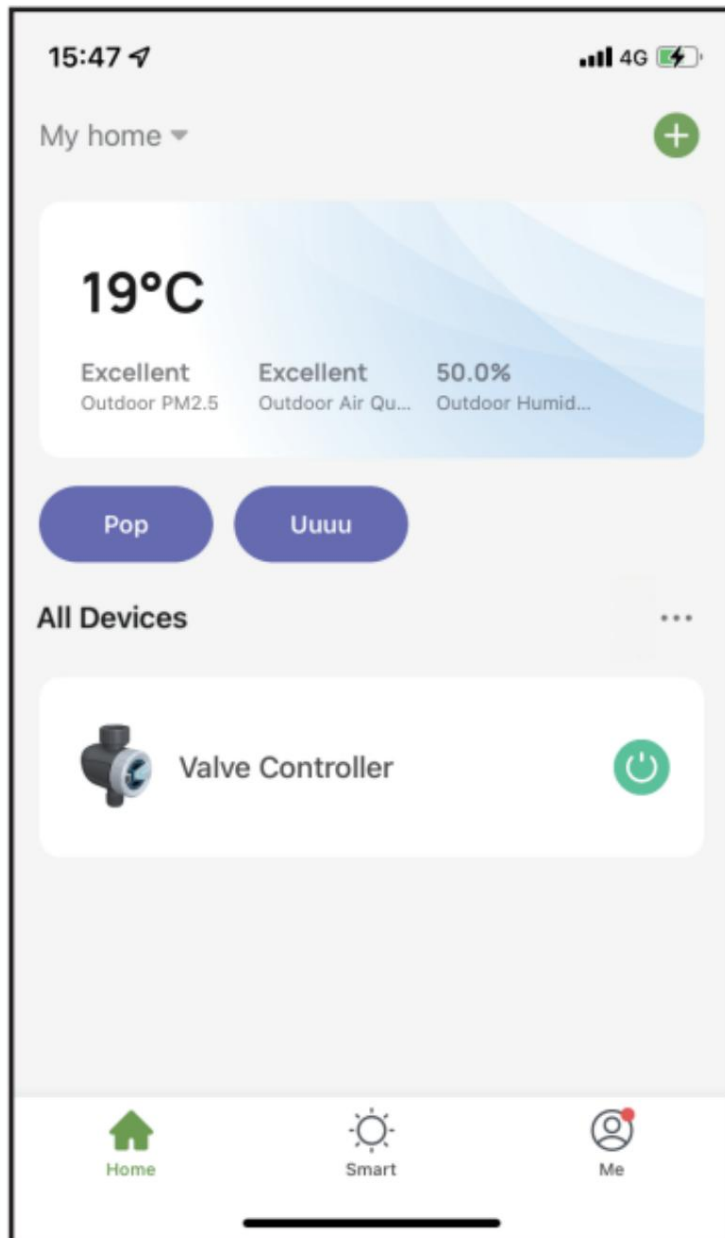 15:47
4G
My home
19°C
Excellent Excellent 50.0%
Outdoor PM2.5 Outdoor Air Qu... Outdoor Humid...
Pop Uuuu
All Devices
Valve Controller
Home Smart Me